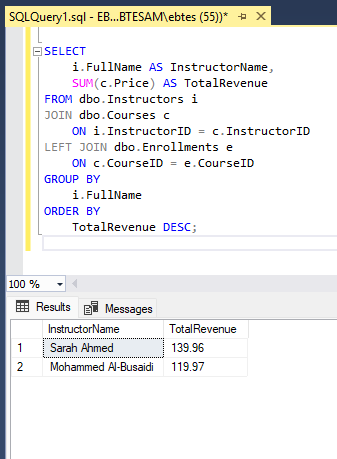 SQLQuery1.sql - EB...BTESAM\ebtes (55))*
SELECT
i.FullName AS InstructorName,
SUM(c.Price) AS TotalRevenue
FROM dbo.Instructors i
JOIN dbo.Courses c
ON i.InstructorID = c.InstructorID
LEFT JOIN dbo.Enrollments e
ON c.CourseID = e.CourseID
GROUP BY
i.FullName
ORDER BY
TotalRevenue DESC;
100 %
Results Messages
InstructorName TotalRevenue
1 Sarah Ahmed 139.96
2 Mohammed Al-Busaidi 119.97